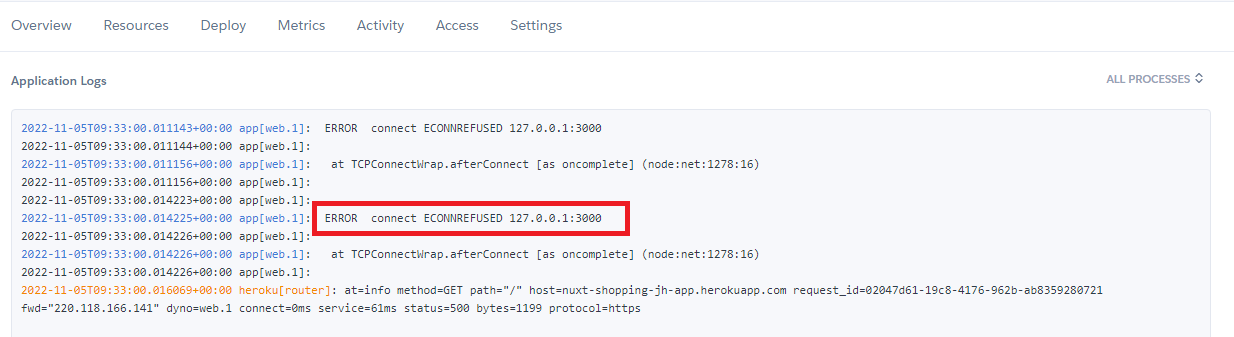 Overview Resources Deploy Metrics Activity Access Settings
Application Logs ALL PROCESSES
2022-11-05T09:33:00.011143+00:00 app[web.1]:  ERROR  connect ECONNREFUSED 127.0.0.1:3000
2022-11-05T09:33:00.011144+00:00 app[web.1]:
2022-11-05T09:33:00.011156+00:00 app[web.1]:   at TCPConnectWrap.afterConnect [as oncomplete] (node:net:1278:16)
2022-11-05T09:33:00.011156+00:00 app[web.1]:
2022-11-05T09:33:00.014223+00:00 app[web.1]:
2022-11-05T09:33:00.014225+00:00 app[web.1]:  ERROR  connect ECONNREFUSED 127.0.0.1:3000
2022-11-05T09:33:00.014226+00:00 app[web.1]:
2022-11-05T09:33:00.014226+00:00 app[web.1]:   at TCPConnectWrap.afterConnect [as oncomplete] (node:net:1278:16)
2022-11-05T09:33:00.014226+00:00 app[web.1]:
2022-11-05T09:33:00.016069+00:00 heroku[router]: at=info method=GET path="/" host=nuxt-shopping-jh-app.herokuapp.com request_id=02047d61-19c8-4176-962b-ab8359280721
fwd="220.118.166.141" dyno=web.1 connect=0ms service=61ms status=500 bytes=1199 protocol=https